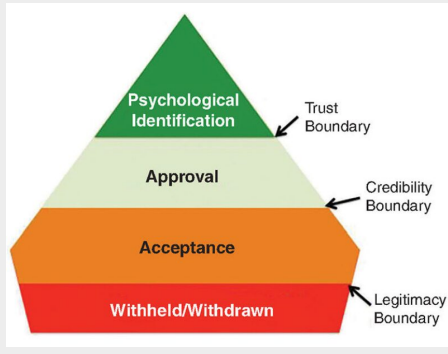 Psychological
Identification
Trust
Boundary
Approval
Credibility
Boundary
Acceptance
Withheld/Withdrawn
Legitimacy
Boundary